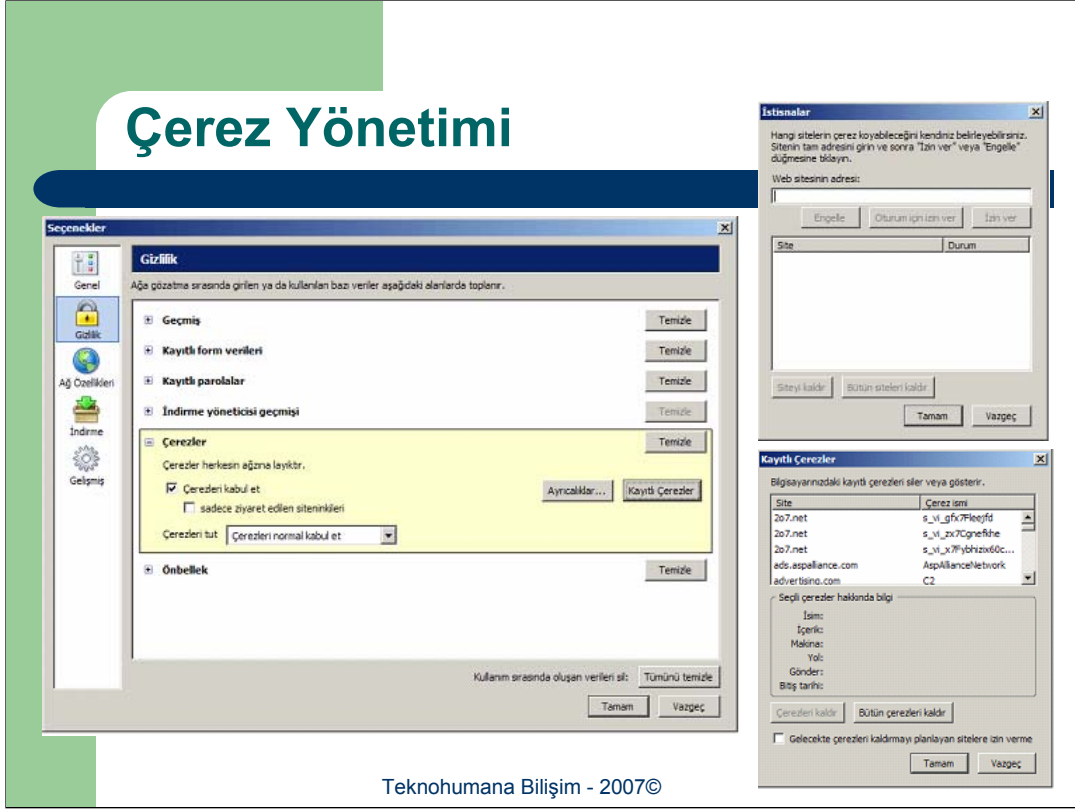 Çerez Yönetimi
Seçenekler
Genel
Gizlilik
Ağ Özellikleri
İndirme
Gelişmiş
Gizlilik
Ağa gözatma sırasında girilen ya da kullanılan bazı veriler aşağıdaki alanlarda toplanır.
Geçmiş Temizle
Kayıtlı form verileri Temizle
Kayıtlı parolalar Temizle
İndirme yöneticisi geçmişi Temizle
Çerezler Temizle
Çerezler herkesin ağzına layıktır.
Çerezleri kabul et Ayrıcalıklar... Kayıtlı Çerezler
sadece ziyaret edilen siteninkileri
Çerezleri tut Çerezleri normal kabul et
Önbellek Temizle
Kullanım sırasında oluşan verileri sil: Tümünü temizle
Tamam Vazgeç
İstisnalar
Hangi sitelerin çerez koyabileceğini kendiniz belirleyebilirsiniz.
Sitenin tam adresini girin ve sonra "İzin ver" veya "Engelle"
düğmesine tıklayın.
Web sitesinin adresi:
Engelle Oturum için izin ver İzin ver
Site Durum
Siteyi kaldır Bütün siteleri kaldır
Tamam Vazgeç
Kayıtlı Çerezler
Bilgisayarınızdaki kayıtlı çerezleri siler veya gösterir.
Site Çerez ismi
2o7.net s_vi_gfx7Fleejfd
2o7.net s_vi_zx7Cgnefkhe
2o7.net s_vi_x7Fybhizix60c...
ads.aspalliance.com AspAllianceNetwork
advertising.com C2
Seçili çerezler hakkında bilgi
İsim:
İçerik:
Makina:
Yol:
Gönder:
Bitiş tarihi:
Çerezleri kaldır Bütün çerezleri kaldır
Gelecekte çerezleri kaldırmayı planlayan sitelere izin verme
Tamam Vazgeç
Teknohumana Bilişim - 2007©